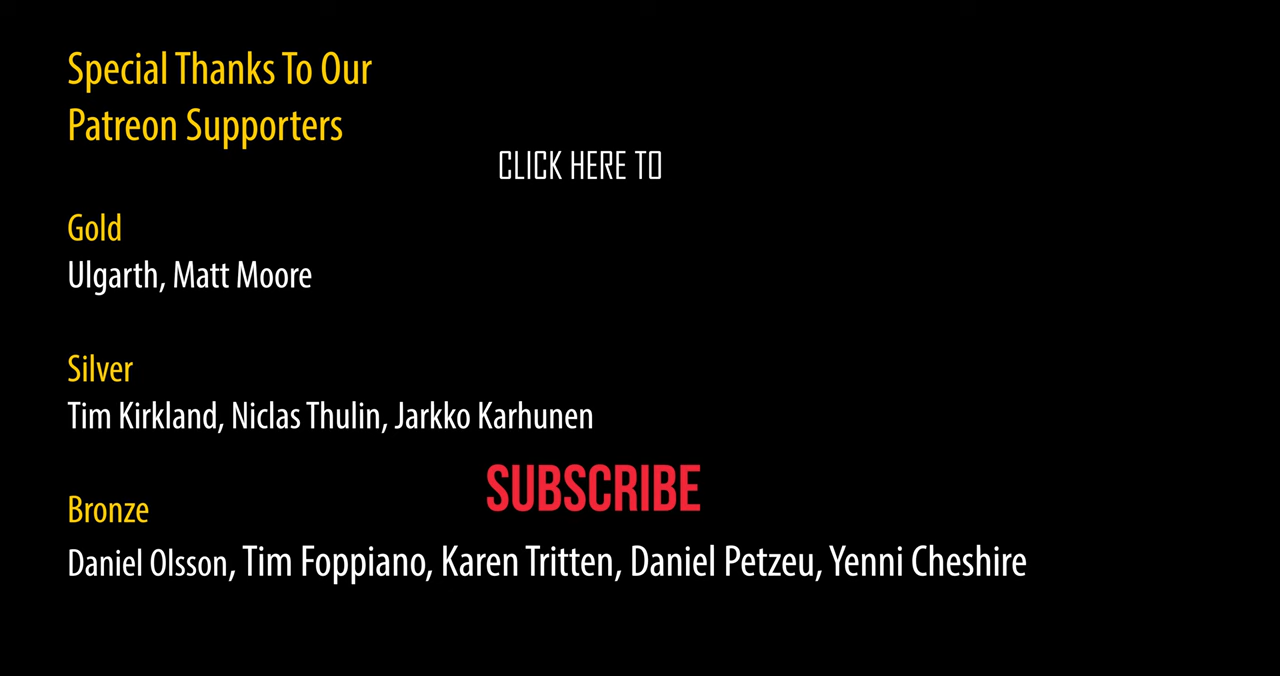 Special Thanks To Our
Patreon Supporters
CLICK HERE TO
Gold
Ulgarth, Matt Moore
Silver
Tim Kirkland, Niclas Thulin, Jarkko Karhunen
SUBSCRIBE
Bronze
Daniel Olsson, Tim Foppiano, Karen Tritten, Daniel Petzeu, Yenni Cheshire